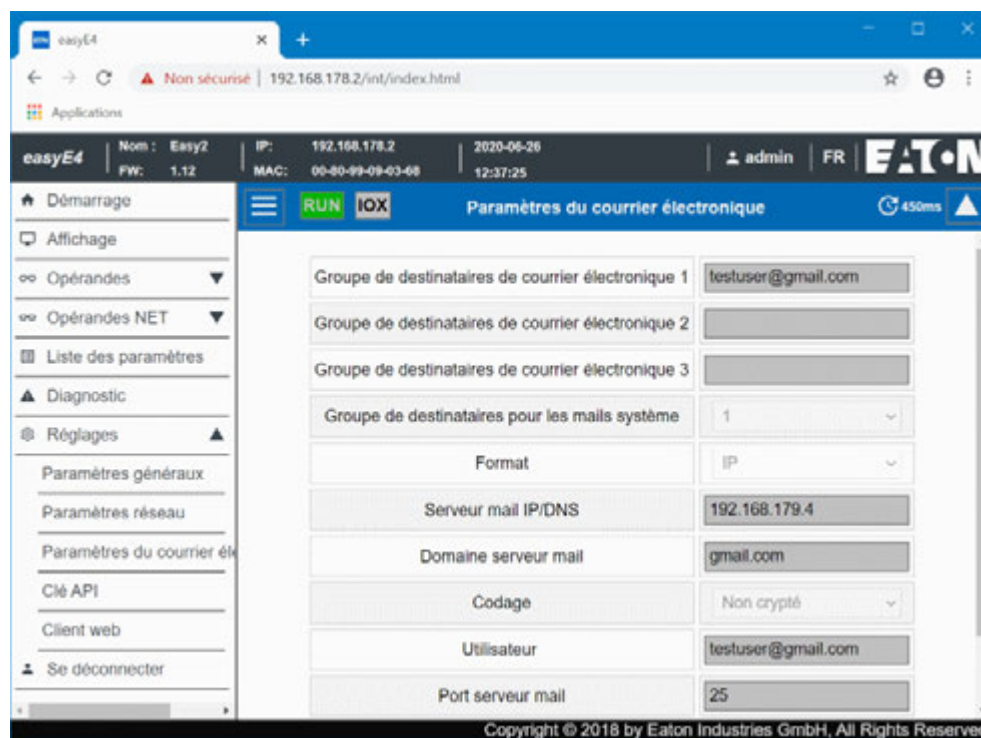 easyE4
Non sécurisé | 192.168.178.2/int/index.html
Applications
easyE4
Nom : Easy2
FW: 1.12
IP: 192.168.178.2
MAC: 00-80-99-09-03-68
2020-06-26
12:37:25
admin
FR
EATON
Démarrage
Affichage
Opérandes
Opérandes NET
Liste des paramètres
Diagnostic
Réglages
Paramètres généraux
Paramètres réseau
Paramètres du courrier éle
Clé API
Client web
Se déconnecter
RUN IOX Paramètres du courrier électronique 450ms
Groupe de destinataires de courrier électronique 1 testuser@gmail.com
Groupe de destinataires de courrier électronique 2
Groupe de destinataires de courrier électronique 3
Groupe de destinataires pour les mails système 1
Format IP
Serveur mail IP/DNS 192.168.179.4
Domaine serveur mail gmail.com
Codage Non crypté
Utilisateur testuser@gmail.com
Port serveur mail 25
Copyright © 2018 by Eaton Industries GmbH, All Rights Reserved